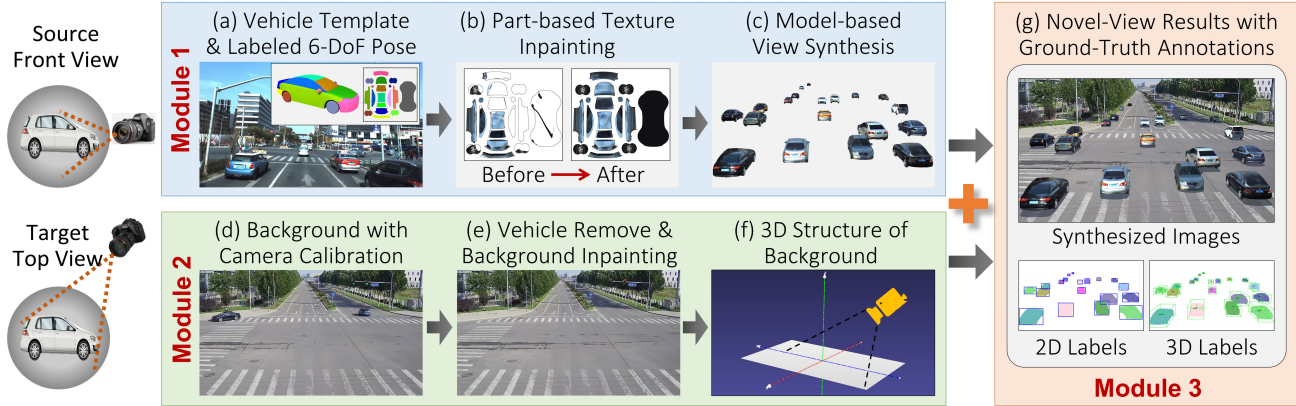 Source
Front View
Module 1
(a) Vehicle Template
& Labeled 6-DoF Pose
(b) Part-based Texture
Inpainting
Before
After
(c) Model-based
View Synthesis
Target
Top View
Module 2
(d) Background with
Camera Calibration
(e) Vehicle Remove &
Background Inpainting
(f) 3D Structure of
Background
(g) Novel-View Results with
Ground-Truth Annotations
Synthesized Images
2D Labels
3D Labels
Module 3